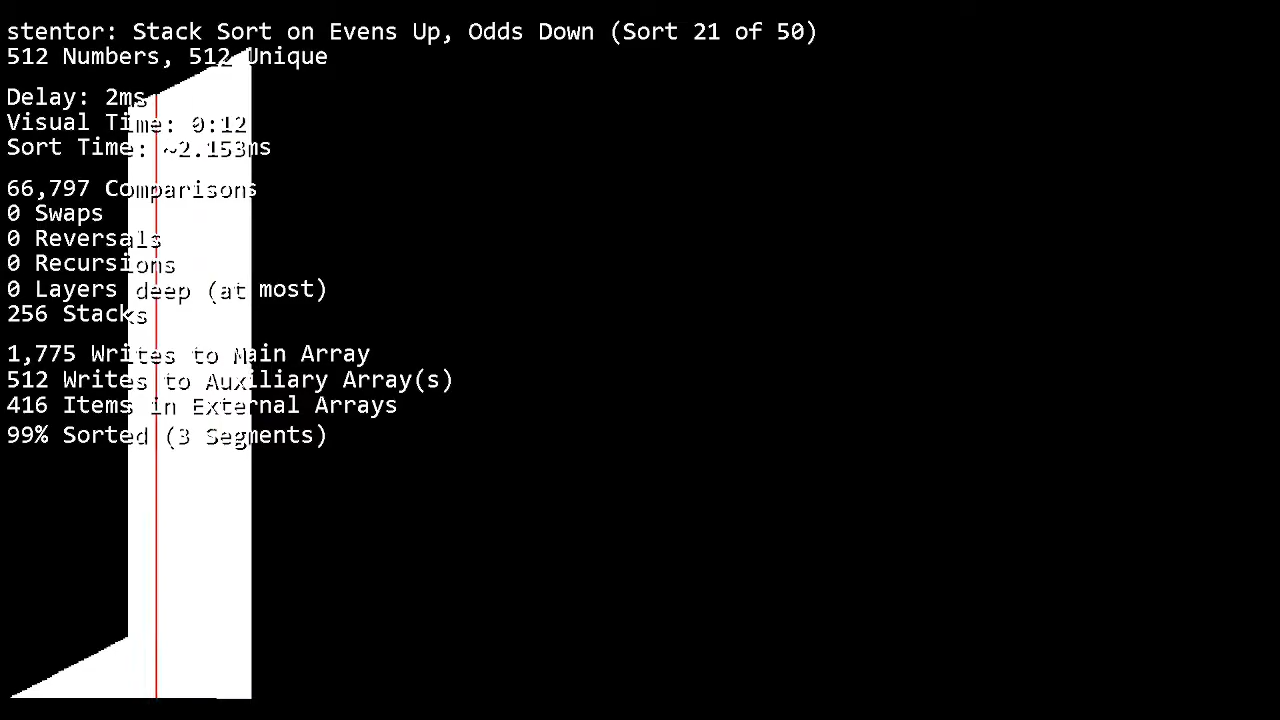 stentor: Stack Sort on Evens Up, Odds Down (Sort 21 of 50)
512 Numbers, 512 Unique
Delay: 2ms
Visual Time: 0:12
Sort Time: ~2.153ms
66,797 Comparisons
0 Swaps
0 Reversals
0 Recursions
0 Layers deep (at most)
256 Stacks
1,775 Writes to Main Array
512 Writes to Auxiliary Array(s)
416 Items in External Arrays
99% Sorted (3 Segments)